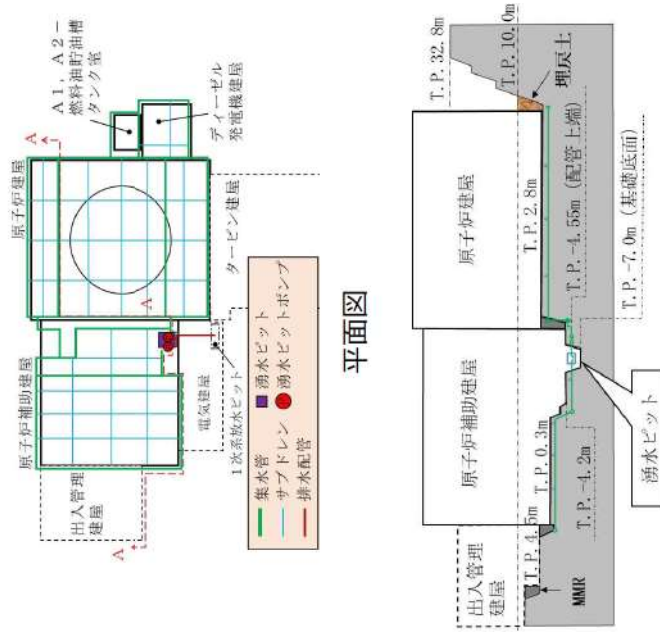 A1，A2－
燃料油貯油槽
タンク室
ディーゼル
発電機建屋
原子炉建屋
A
タービン建屋
原子炉補助建屋
A
電気建屋
1次系放水ピット
出入管理
建屋
A
集水管
サブドレン
排水配管
湧水ピット
湧水ピットポンプ
平面図
T.P.32.8m
T.P.10.0m
埋戻土
原子炉建屋
T.P.2.8m
T.P.-4.55m（配管上端）
T.P.-7.0m（基礎底面）
原子炉補助建屋
T.P.0.3m
T.P.-4.2m
湧水ピット
出入管理
建屋
T.P.4.5m
MMR